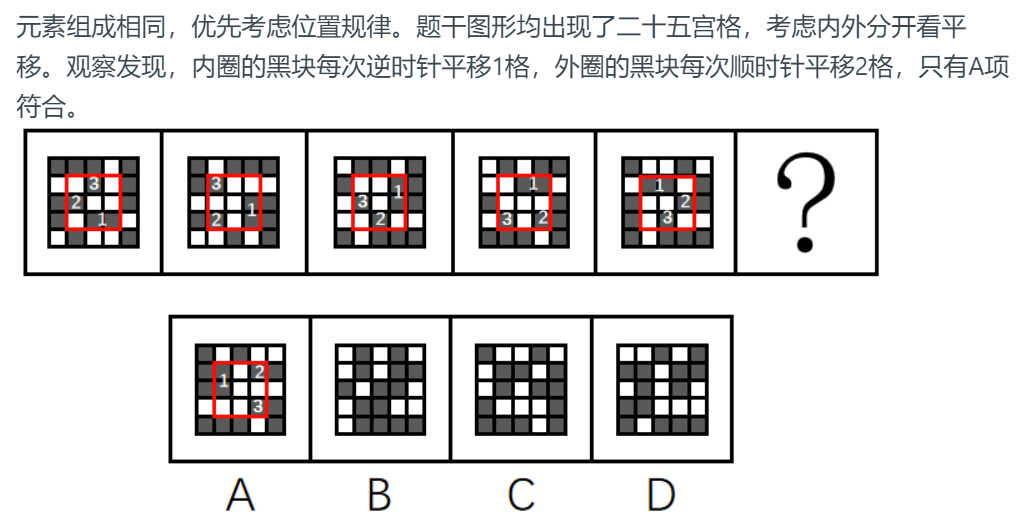 元素组成相同，优先考虑位置规律。题干图形均出现了二十五宫格，考虑内外分开看平
移。观察发现，内圈的黑块每次逆时针平移1格，外圈的黑块每次顺时针平移2格，只有A项
符合。
3 3 1 1 1
2 1 3 2
1 2 2 3 2 3
?
1 2
3
A B C D